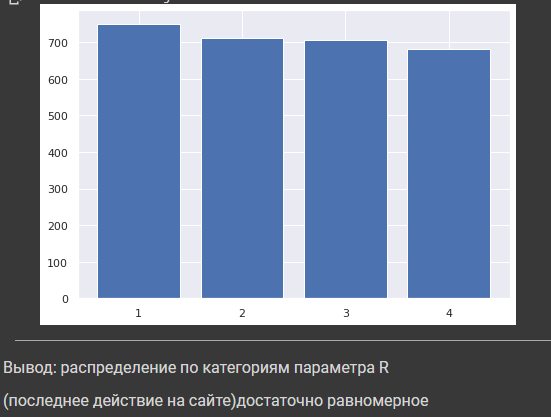 700
600
500
400
300
200
100
0
1 2 3 4
Вывод: распределение по категориям параметра R
(последнее действие на сайте)достаточно равномерное